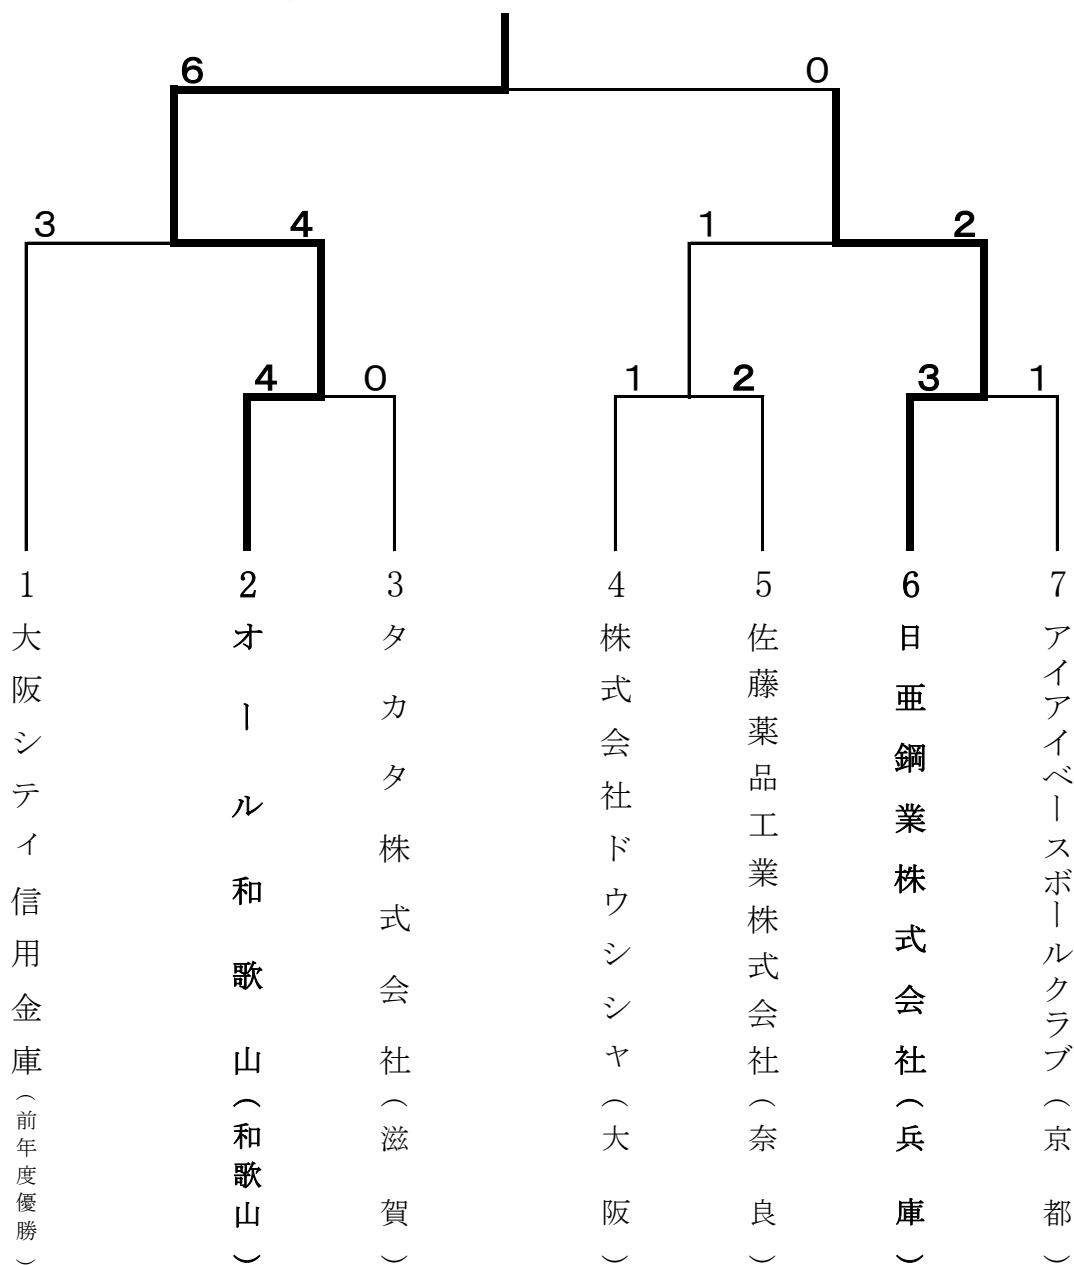 6 0
3 4 1 2
4 0 1 2 3 1
1 大阪シティ信用金庫(前年度優勝)
2 オール和歌山(和歌山)
3 タカタ株式会社(滋賀)
4 株式会社ドウシシャ(大阪)
5 佐藤薬品工業株式会社(奈良)
6 日亜鋼業株式会社(兵庫)
7 アイアイベースボールクラブ(京都)